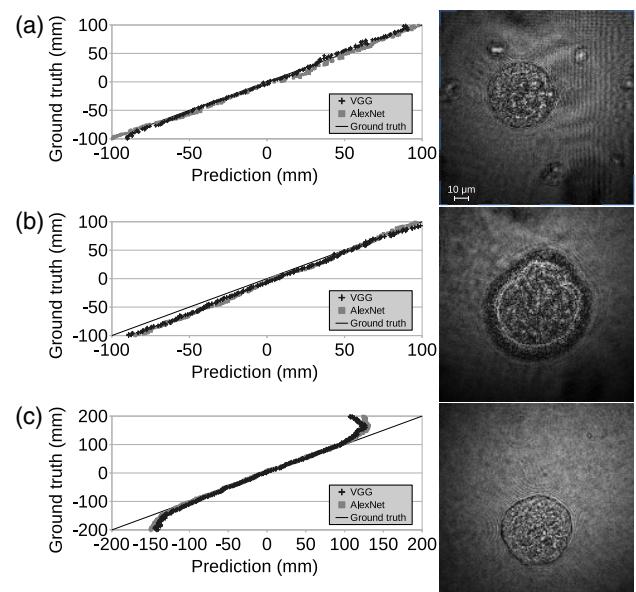 (a)
Ground truth (mm)
100
50
0
-50
-100
VGG
AlexNet
Ground truth
-100 -50 0 50 100
Prediction (mm)
10 μm
(b)
Ground truth (mm)
100
50
0
-50
-100
VGG
AlexNet
Ground truth
-100 -50 0 50 100
Prediction (mm)
(c)
Ground truth (mm)
200
100
0
-100
-200
VGG
AlexNet
Ground truth
-200 -150 -100 -50 0 50 100 150 200
Prediction (mm)